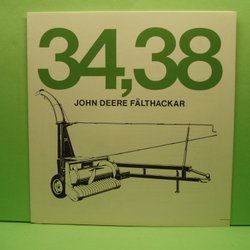 34,38
JOHN DEERE FÄLTHACKAR